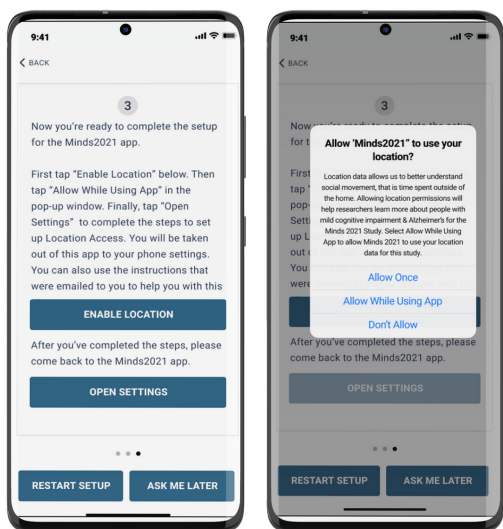 9:41
BACK
3
Now you're ready to complete the setup
for the Minds2021 app.
First tap "Enable Location" below. Then
tap "Allow While Using App" in the
pop-up window. Finally, tap "Open
Settings" to complete the steps to set
up Location Access. You will be taken
out of this app to your phone settings.
You can also use the instructions that
were emailed to you to help you with this
ENABLE LOCATION
After you've completed the steps, please
come back to the Minds2021 app.
OPEN SETTINGS
RESTART SETUP
ASK ME LATER
9:41
BACK
3
Allow 'Minds2021" to use your
location?
Location data allows us to better understand
social movement, that is time spent outside of
the home. Allowing location permissions will
help researchers learn more about people with
mild cognitive impairment & Alzheimer's for the
Minds 2021 Study. Select Allow While Using
App to allow Minds 2021 to use your location
data for this study.
Allow Once
Allow While Using App
Don't Allow
After you've completed the steps, please
come back to the Minds2021 app.
OPEN SETTINGS
RESTART SETUP
ASK ME LATER